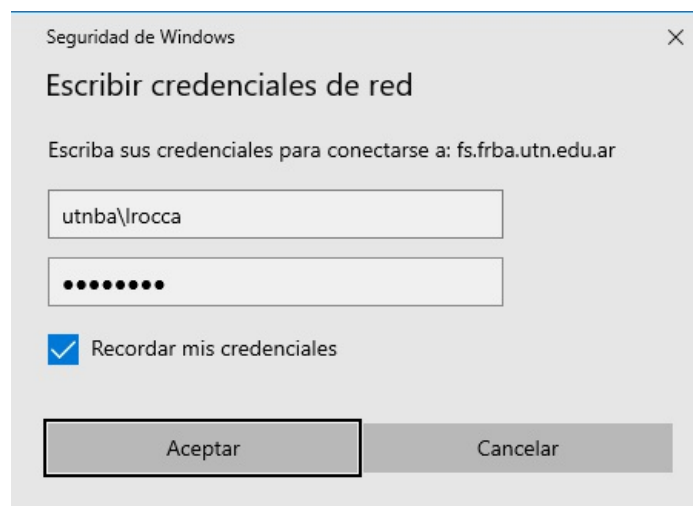 Seguridad de Windows
Escribir credenciales de red
Escriba sus credenciales para conectarse a: fs.frba.utn.edu.ar
utnba\lrocca
••••••••
Recordar mis credenciales
Aceptar
Cancelar